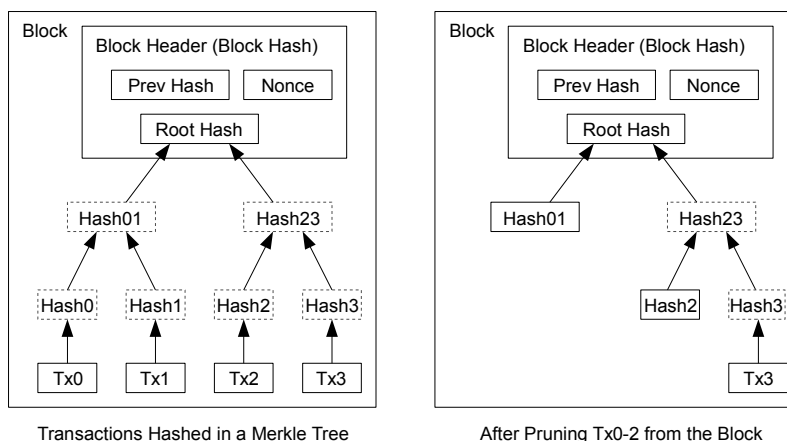 Block
Block Header (Block Hash)
Prev Hash
Nonce
Root Hash
Hash01
Hash23
Hash0
Hash1
Hash2
Hash3
Tx0
Tx1
Tx2
Tx3
Transactions Hashed in a Merkle Tree
Block
Block Header (Block Hash)
Prev Hash
Nonce
Root Hash
Hash01
Hash23
Hash2
Hash3
Tx3
After Pruning Tx0-2 from the Block